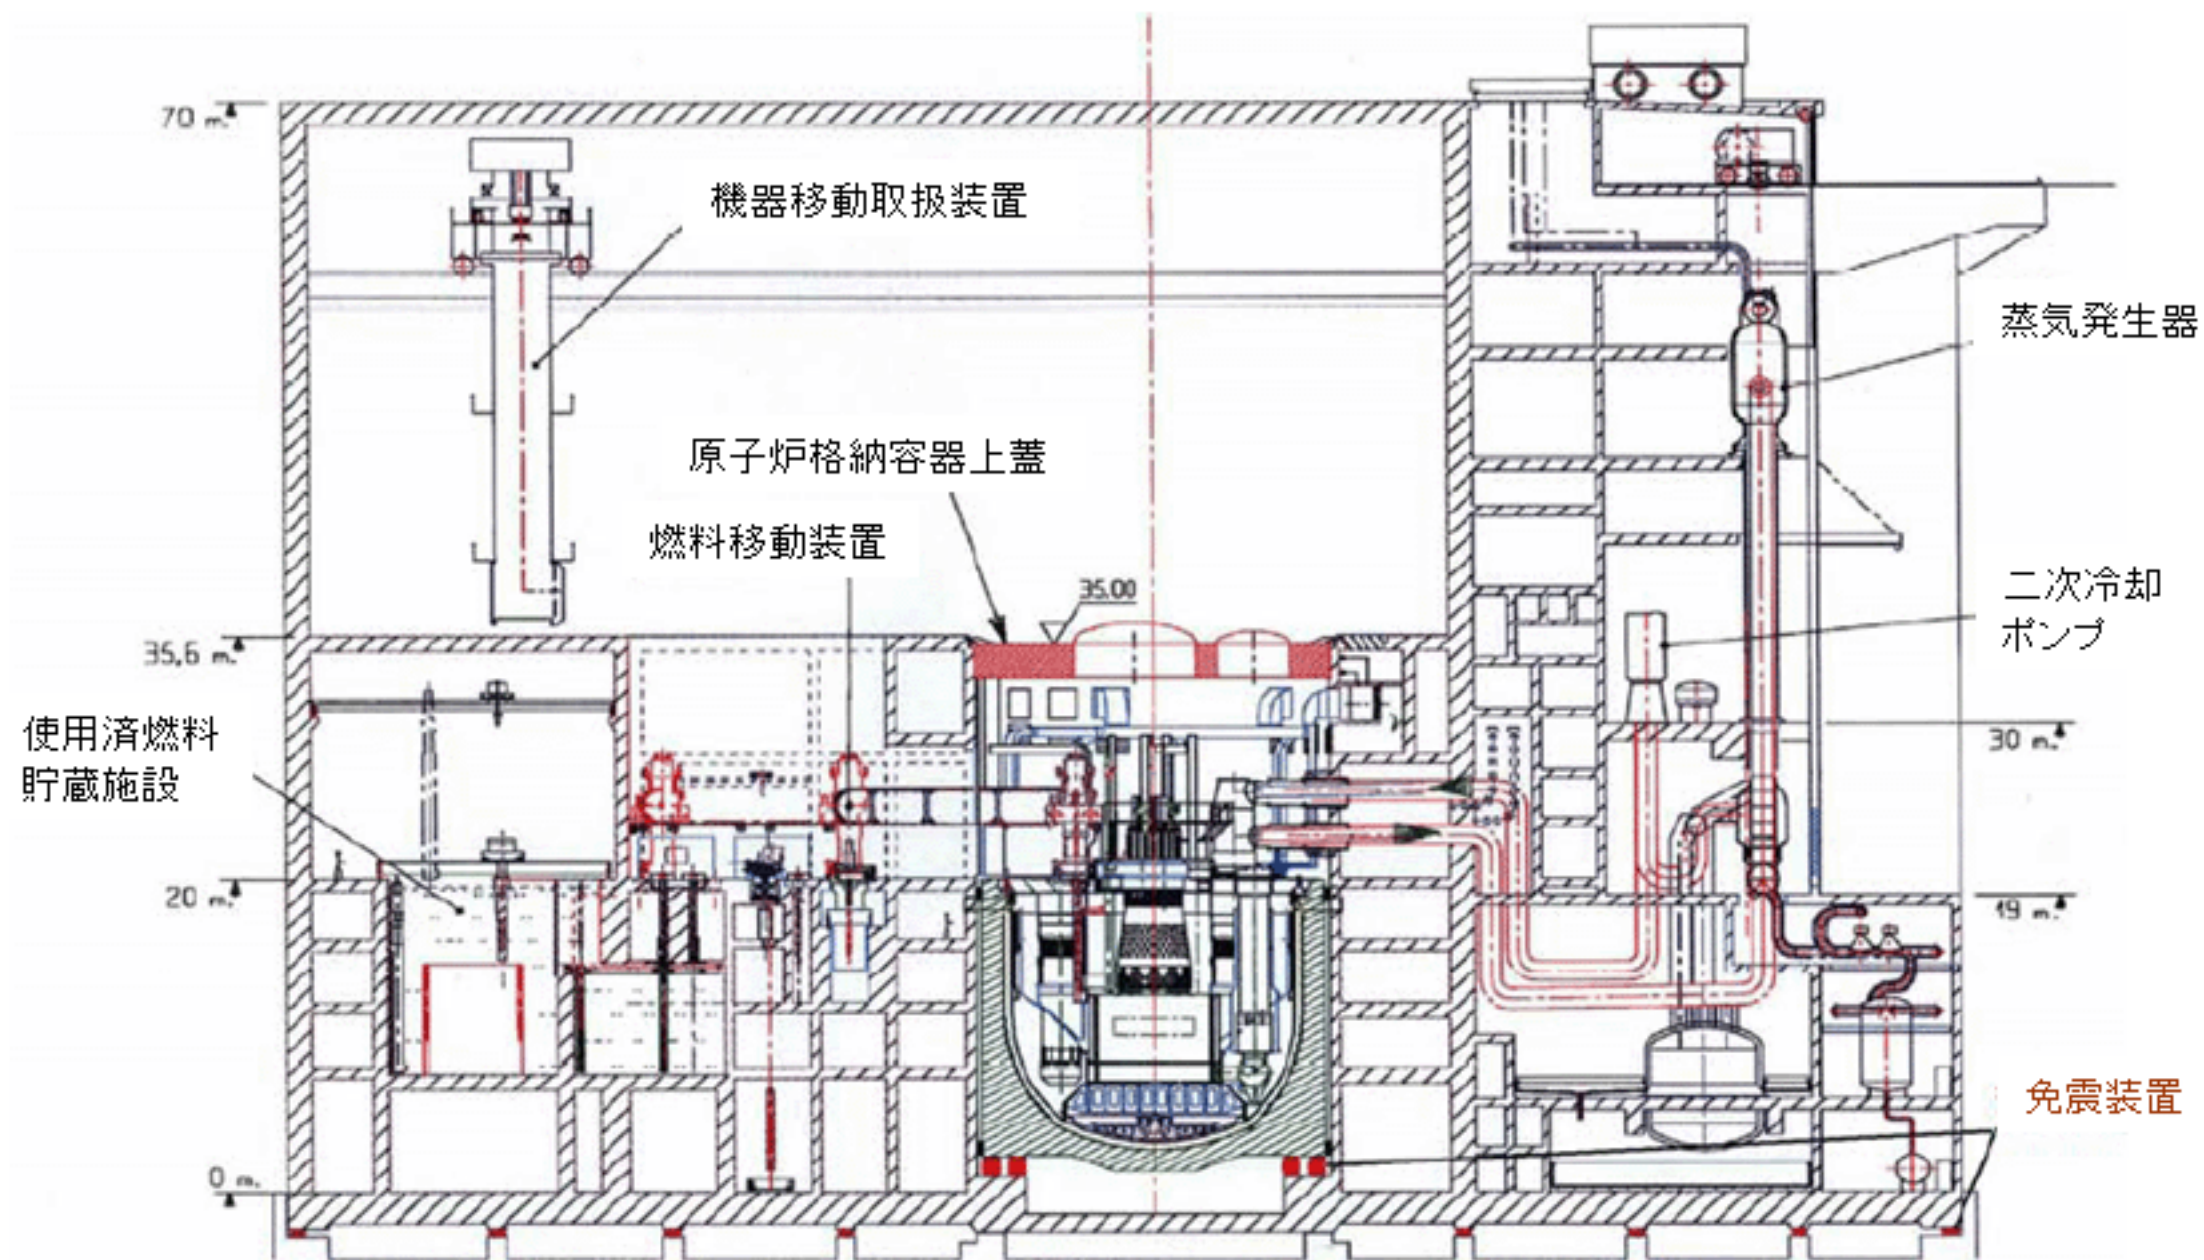 70 m.
機器移動取扱装置
蒸気発生器
原子炉格納容器上蓋
燃料移動装置
35.00
二次冷却
ポンプ
35,6 m.
使用済燃料
貯蔵施設
30 m.
20 m.
19 m.
免震装置
0 m.